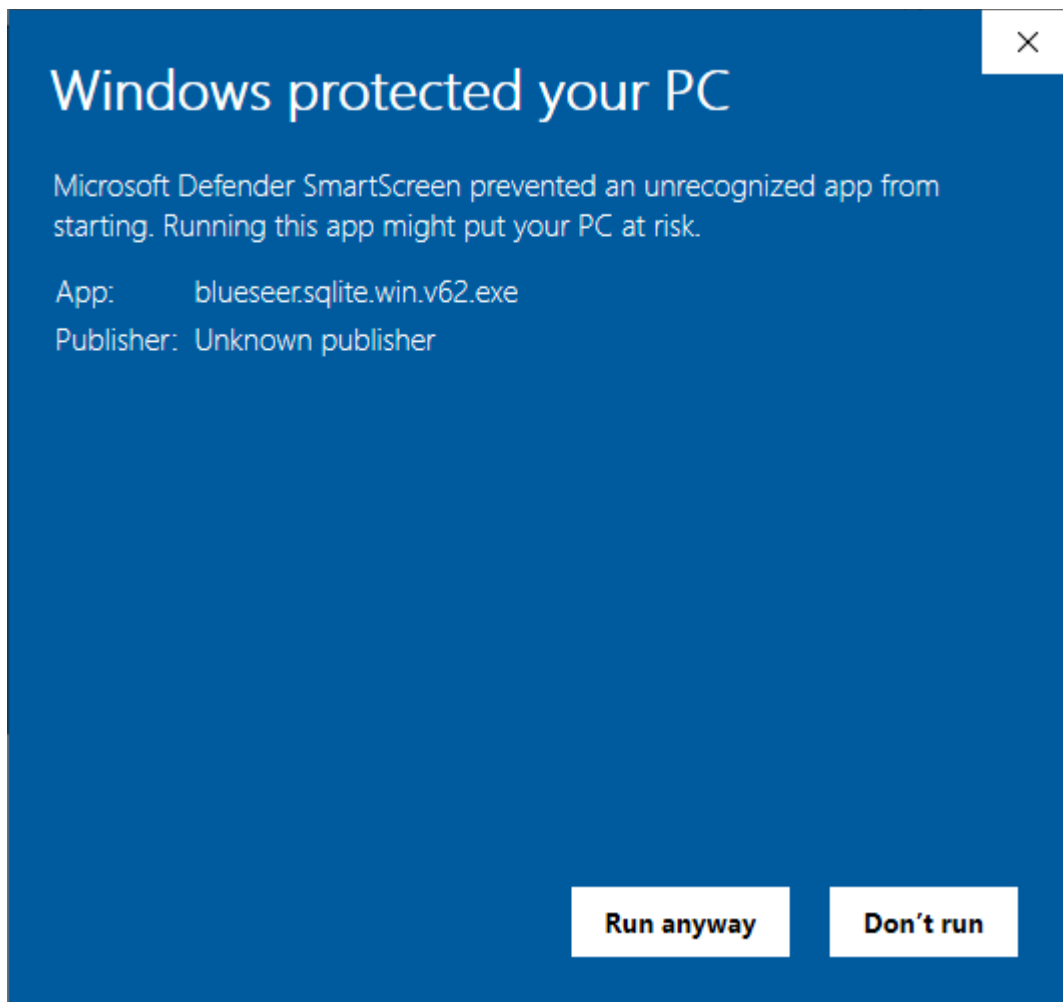 Windows protected your PC
Microsoft Defender SmartScreen prevented an unrecognized app from
starting. Running this app might put your PC at risk.
App: blueseer.sqlite.win.v62.exe
Publisher: Unknown publisher
Run anyway Don’t run